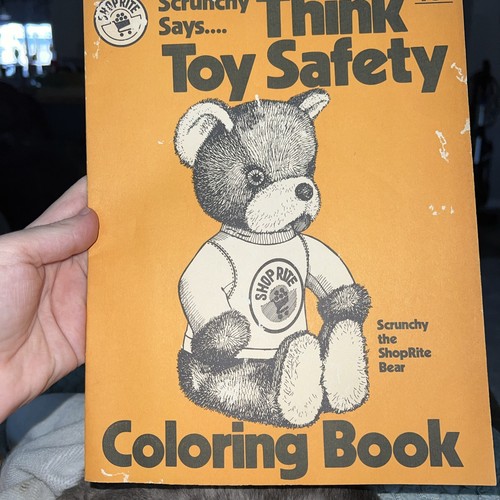 SHOPRITE
Scrunchy
Says....
Think
Toy Safety
SHOP RITE
Scrunchy
the
ShopRite
Bear
Coloring Book